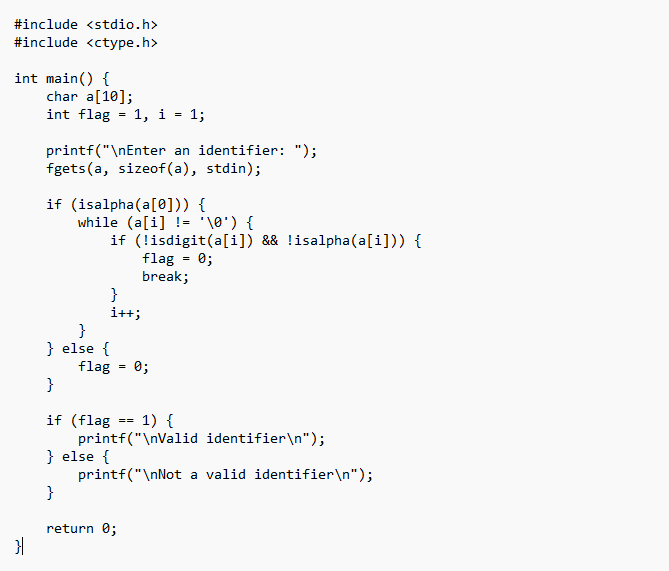 #include <stdio.h>
#include <ctype.h>

int main() {
    char a[10];
    int flag = 1, i = 1;

    printf("\nEnter an identifier: ");
    fgets(a, sizeof(a), stdin);

    if (isalpha(a[0])) {
        while (a[i] != '\0') {
            if (!isdigit(a[i]) && !isalpha(a[i])) {
                flag = 0;
                break;
            }
            i++;
        }
    } else {
        flag = 0;
    }

    if (flag == 1) {
        printf("\nValid identifier\n");
    } else {
        printf("\nNot a valid identifier\n");
    }

    return 0;
}